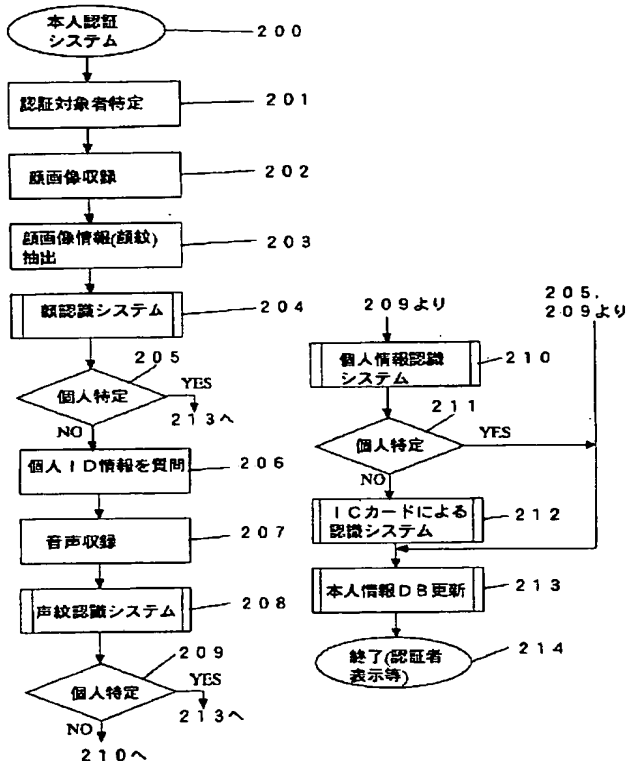 本人認証
システム
200
認証対象者特定
201
顔画像収録
202
顔画像情報(顔紋)
抽出
203
顔認識システム
204
205
個人特定
YES
213へ
NO
個人ID情報を質問
206
音声収録
207
声紋認識システム
208
209
個人特定
YES
213へ
NO
210へ
209より
205,
209より
個人情報認識
システム
210
211
個人特定
YES
NO
ICカードによる
認識システム
212
本人情報DB更新
213
終了(認証者
表示等)
214